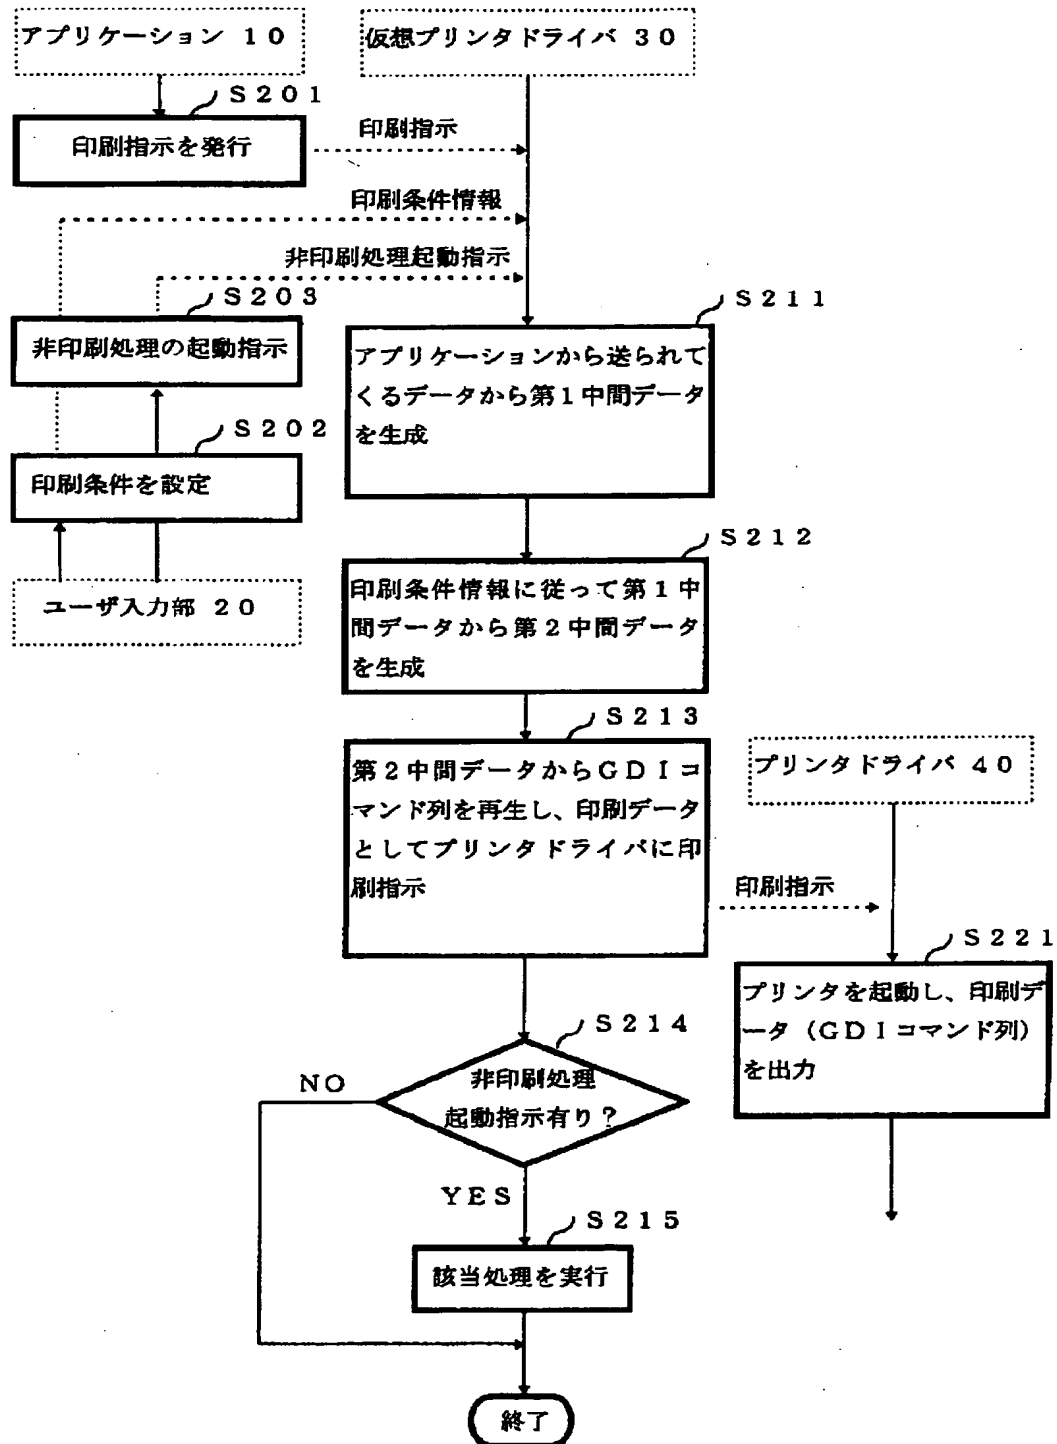 アプリケーション 10
仮想プリンタドライバ 30
S201
印刷指示を発行
印刷指示
印刷条件情報
非印刷処理起動指示
S203
非印刷処理の起動指示
S202
印刷条件を設定
ユーザ入力部 20
S211
アプリケーションから送られて
くるデータから第1中間データ
を生成
S212
印刷条件情報に従って第1中
間データから第2中間データ
を生成
S213
第2中間データからGDIコ
マンド列を再生し、印刷データ
としてプリンタドライバに印
刷指示
プリンタドライバ 40
印刷指示
S221
プリンタを起動し、印刷デ
ータ（GDIコマンド列）
を出力
S214
非印刷処理
起動指示有り？
NO
YES
S215
該当処理を実行
終了